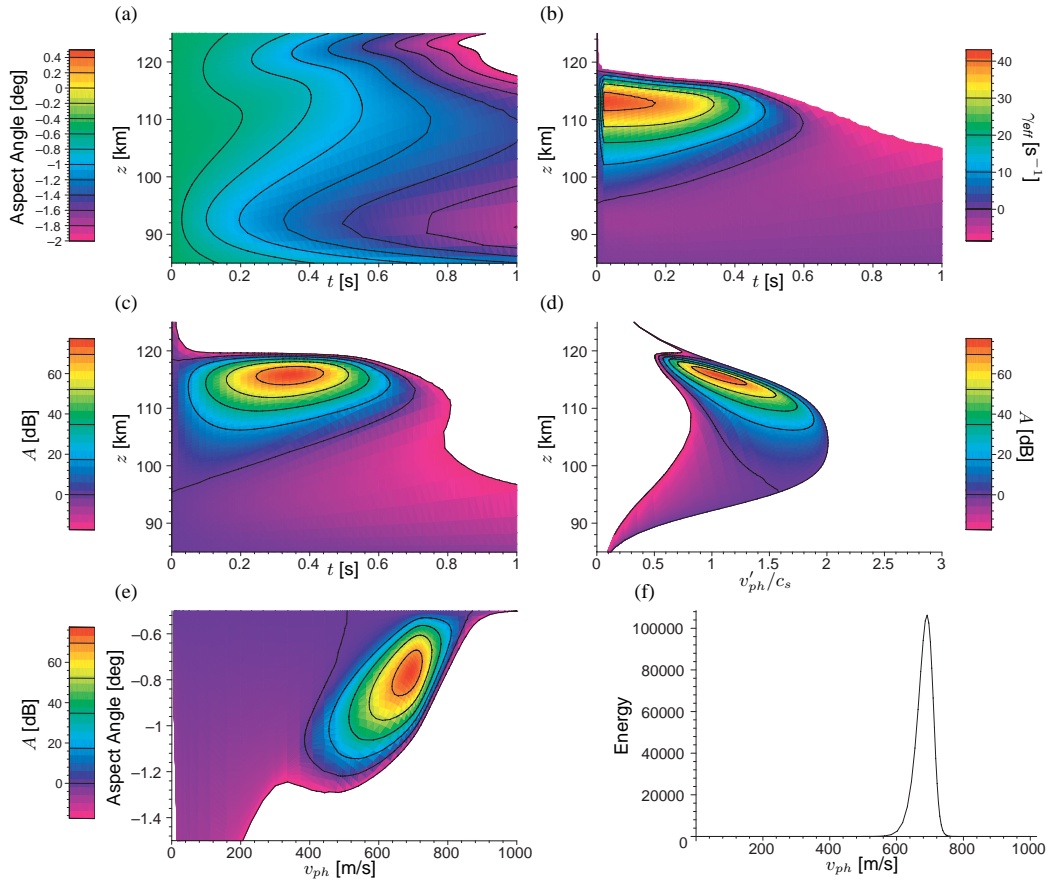 (a)
Aspect Angle [deg]
0.4
0.2
0
−0.2
−0.4
−0.6
−0.8
−1
−1.2
−1.4
−1.6
−1.8
−2
z [km]
120
110
100
90
0 0.2 0.4 0.6 0.8 1
t [s]
(b)
z [km]
120
110
100
90
0 0.2 0.4 0.6 0.8 1
t [s]
40
30
20
10
0
γeff [s−1]
(c)
A [dB]
60
40
20
0
z [km]
120
110
100
90
0 0.2 0.4 0.6 0.8 1
t [s]
(d)
z [km]
120
110
100
90
0 0.5 1 1.5 2 2.5 3
v′ph/cs
60
40
20
0
A [dB]
(e)
A [dB]
60
40
20
0
Aspect Angle [deg]
−0.6
−0.8
−1
−1.2
−1.4
0 200 400 600 800 1000
vph [m/s]
(f)
Energy
100000
80000
60000
40000
20000
0
200 400 600 800 1000
vph [m/s]